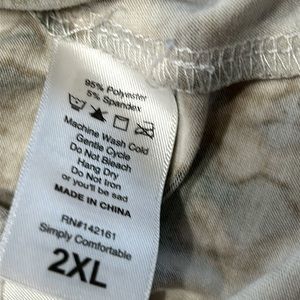 95% Polyester
5% Spandex
Machine Wash Cold
Gentle Cycle
Do Not Bleach
Hang Dry
Do Not Iron
or you'll be sad
MADE IN CHINA
RN#142161
Simply Comfortable
2XL